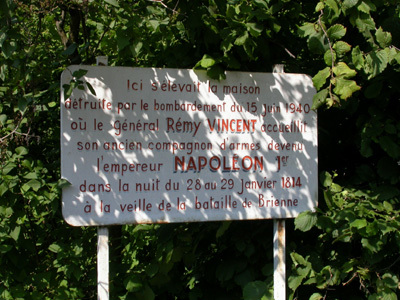 Ici s'élevait la maison
détruite par le bombardement du 15 juin 1940
où le général Rémy VINCENT accueillit
son ancien compagnon d'armes devenu
l'empereur NAPOLÉON 1er
dans la nuit du 28 au 29 janvier 1814
à la veille de la bataille de Brienne